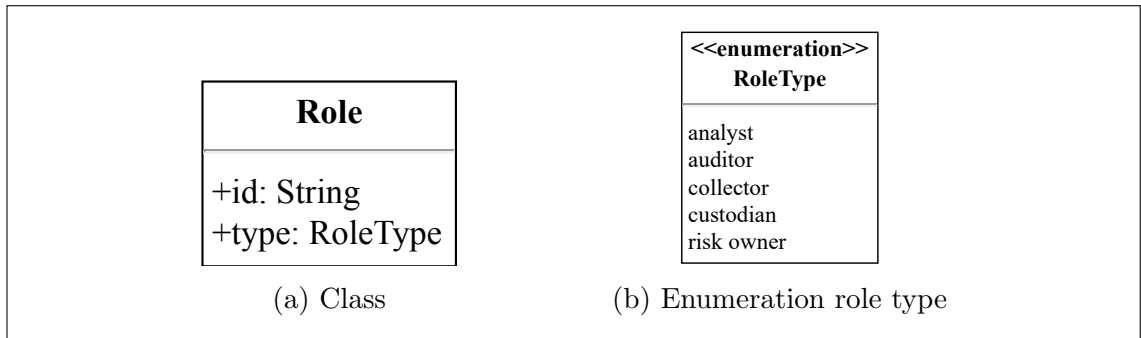 Role
+id: String
+type: RoleType
(a) Class
<<enumeration>>
RoleType
analyst
auditor
collector
custodian
risk owner
(b) Enumeration role type